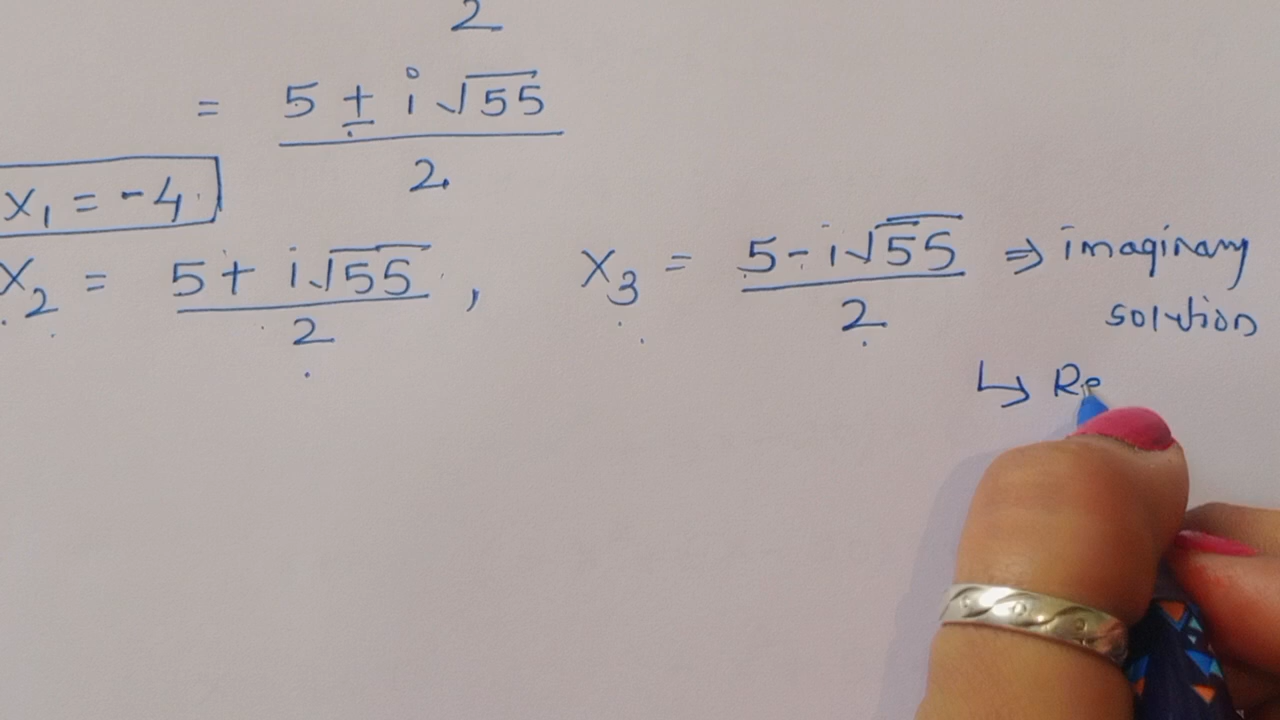 2
= 5 ± i√55
2
x₁ = -4
x₂ = 5 + i√55 / 2 , x₃ = 5 - i√55 / 2 ⇒ imaginary
solution
↳ Re